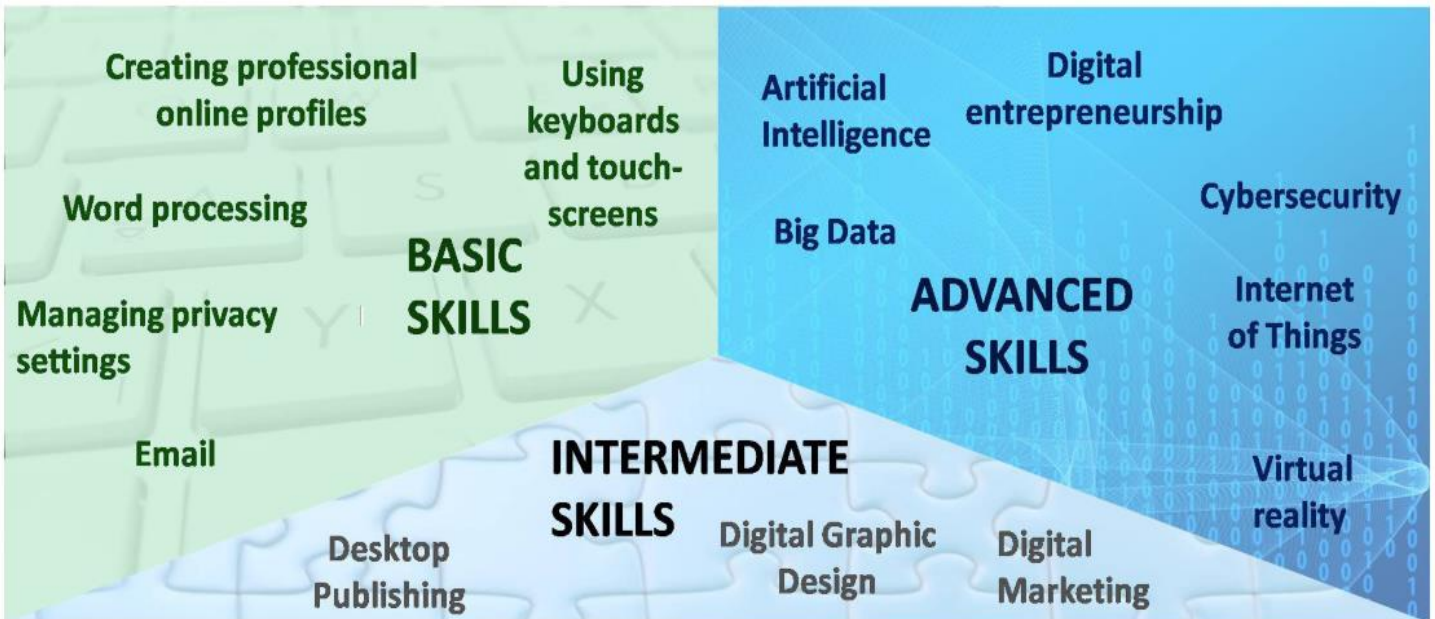 Creating professional
online profiles
Using
keyboards
and touch-
screens
Word processing
BASIC
SKILLS
Managing privacy
settings
Email
Artificial
Intelligence
Digital
entrepreneurship
Cybersecurity
Big Data
ADVANCED
SKILLS
Internet
of Things
Virtual
reality
INTERMEDIATE
SKILLS
Desktop
Publishing
Digital Graphic
Design
Digital
Marketing